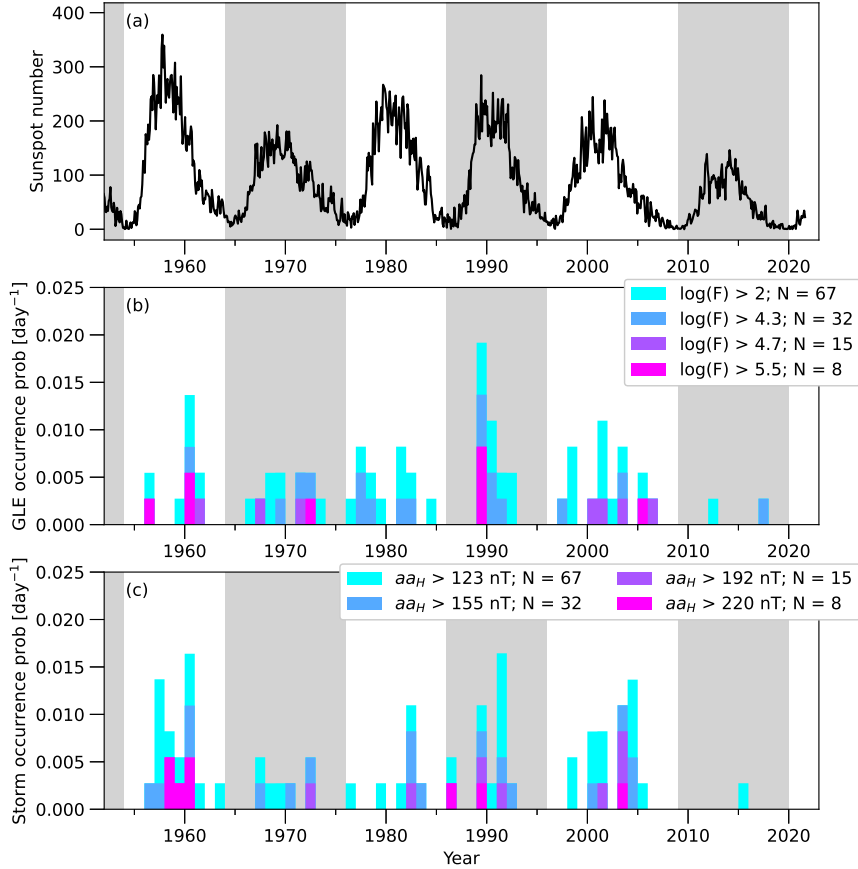 (a)
Sunspot number
400
300
200
100
0
1960 1970 1980 1990 2000 2010 2020
(b)
GLE occurrence prob [day⁻¹]
0.025
0.020
0.015
0.010
0.005
0.000
log(F) > 2; N = 67
log(F) > 4.3; N = 32
log(F) > 4.7; N = 15
log(F) > 5.5; N = 8
1960 1970 1980 1990 2000 2010 2020
(c)
Storm occurrence prob [day⁻¹]
0.025
0.020
0.015
0.010
0.005
0.000
aa_H > 123 nT; N = 67
aa_H > 155 nT; N = 32
aa_H > 192 nT; N = 15
aa_H > 220 nT; N = 8
1960 1970 1980 1990 2000 2010 2020
Year